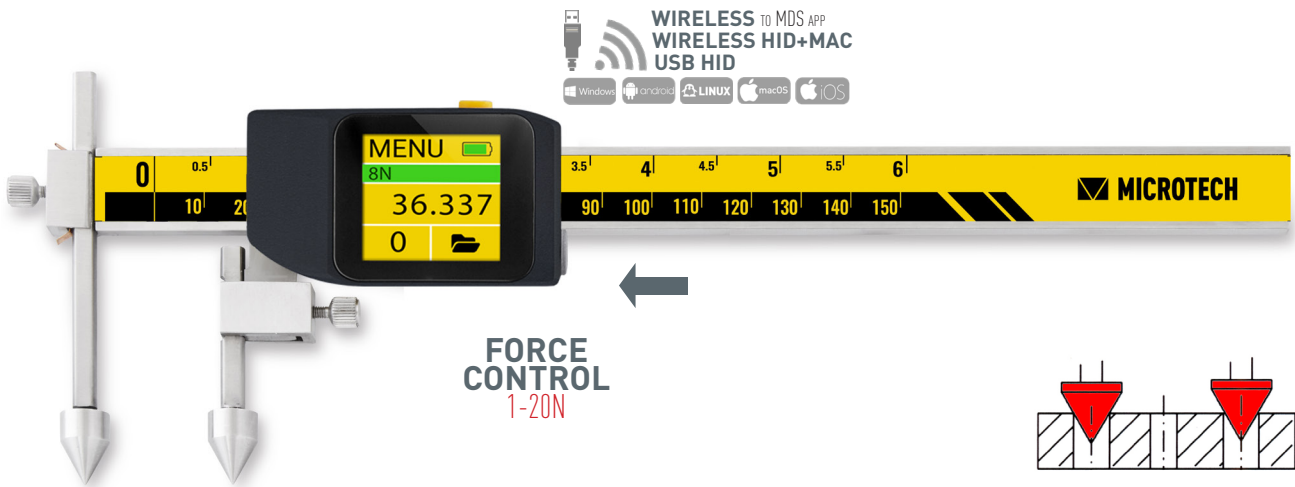 WIRELESS TO MDS APP
WIRELESS HID+MAC
USB HID
Windows android LINUX macOS iOS
MENU
8N
36.337
0
0 0.5 3.5 4 4.5 5 5.5 6
10 20 90 100 110 120 130 140 150
MICROTECH
FORCE
CONTROL
1-20N